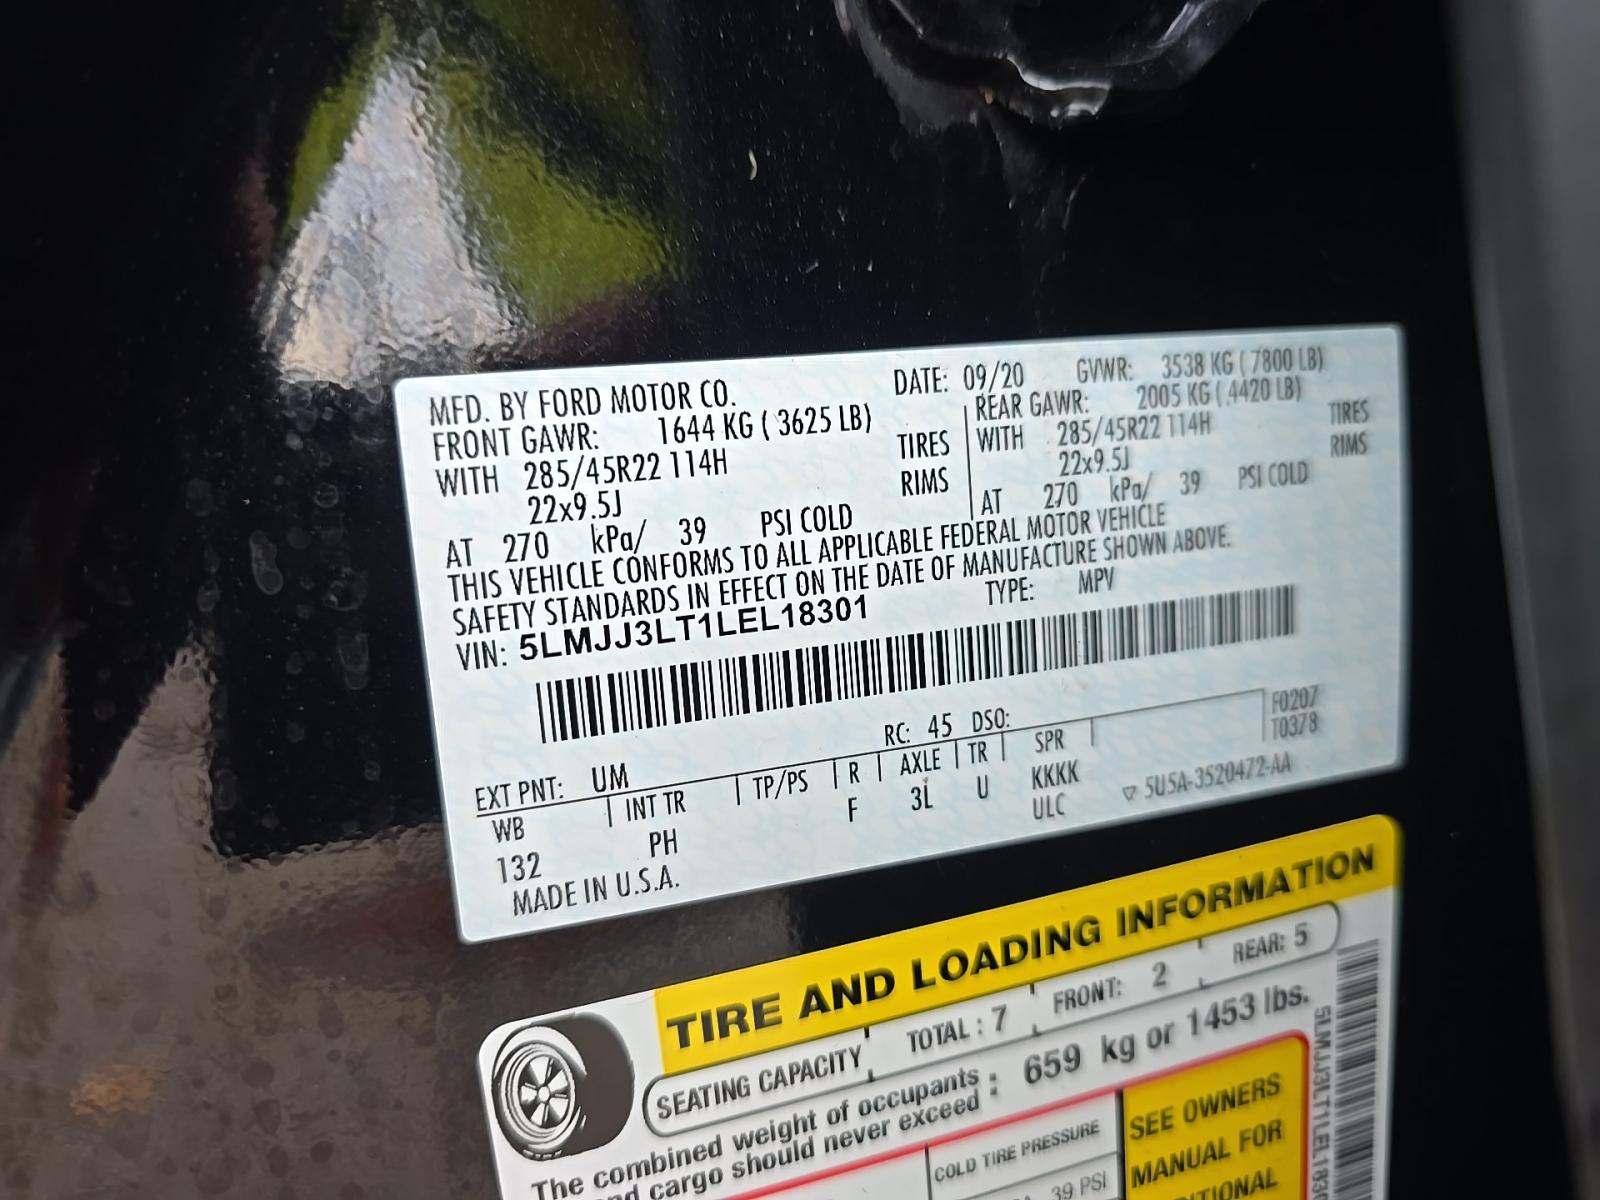 MFD. BY FORD MOTOR CO. DATE: 09/20 GVWR: 3538 KG ( 7800 LB)
FRONT GAWR: 1644 KG ( 3625 LB) REAR GAWR: 2005 KG ( 4420 LB)
WITH 285/45R22 114H TIRES WITH 285/45R22 114H TIRES
22x9.5J RIMS 22x9.5J RIMS
AT 270 kPa/ 39 PSI COLD AT 270 kPa/ 39 PSI COLD
THIS VEHICLE CONFORMS TO ALL APPLICABLE FEDERAL MOTOR VEHICLE
SAFETY STANDARDS IN EFFECT ON THE DATE OF MANUFACTURE SHOWN ABOVE.
VIN: 5LMJJ3LT1LEL18301 TYPE: MPV
F0207
T0378
EXT PNT: UM RC: 45 DSO:
WB INT TR TP/PS R AXLE TR SPR
132 PH F 3L U KKKK
ULC
MADE IN U.S.A. 5U5A-3520472-AA
TIRE AND LOADING INFORMATION
SEATING CAPACITY TOTAL : 7 FRONT: 2 REAR: 5
The combined weight of occupants
and cargo should never exceed : 659 kg or 1453 lbs.
COLD TIRE PRESSURE
39 PSI
SEE OWNERS
MANUAL FOR
5LMJJ3LT1LEL1830